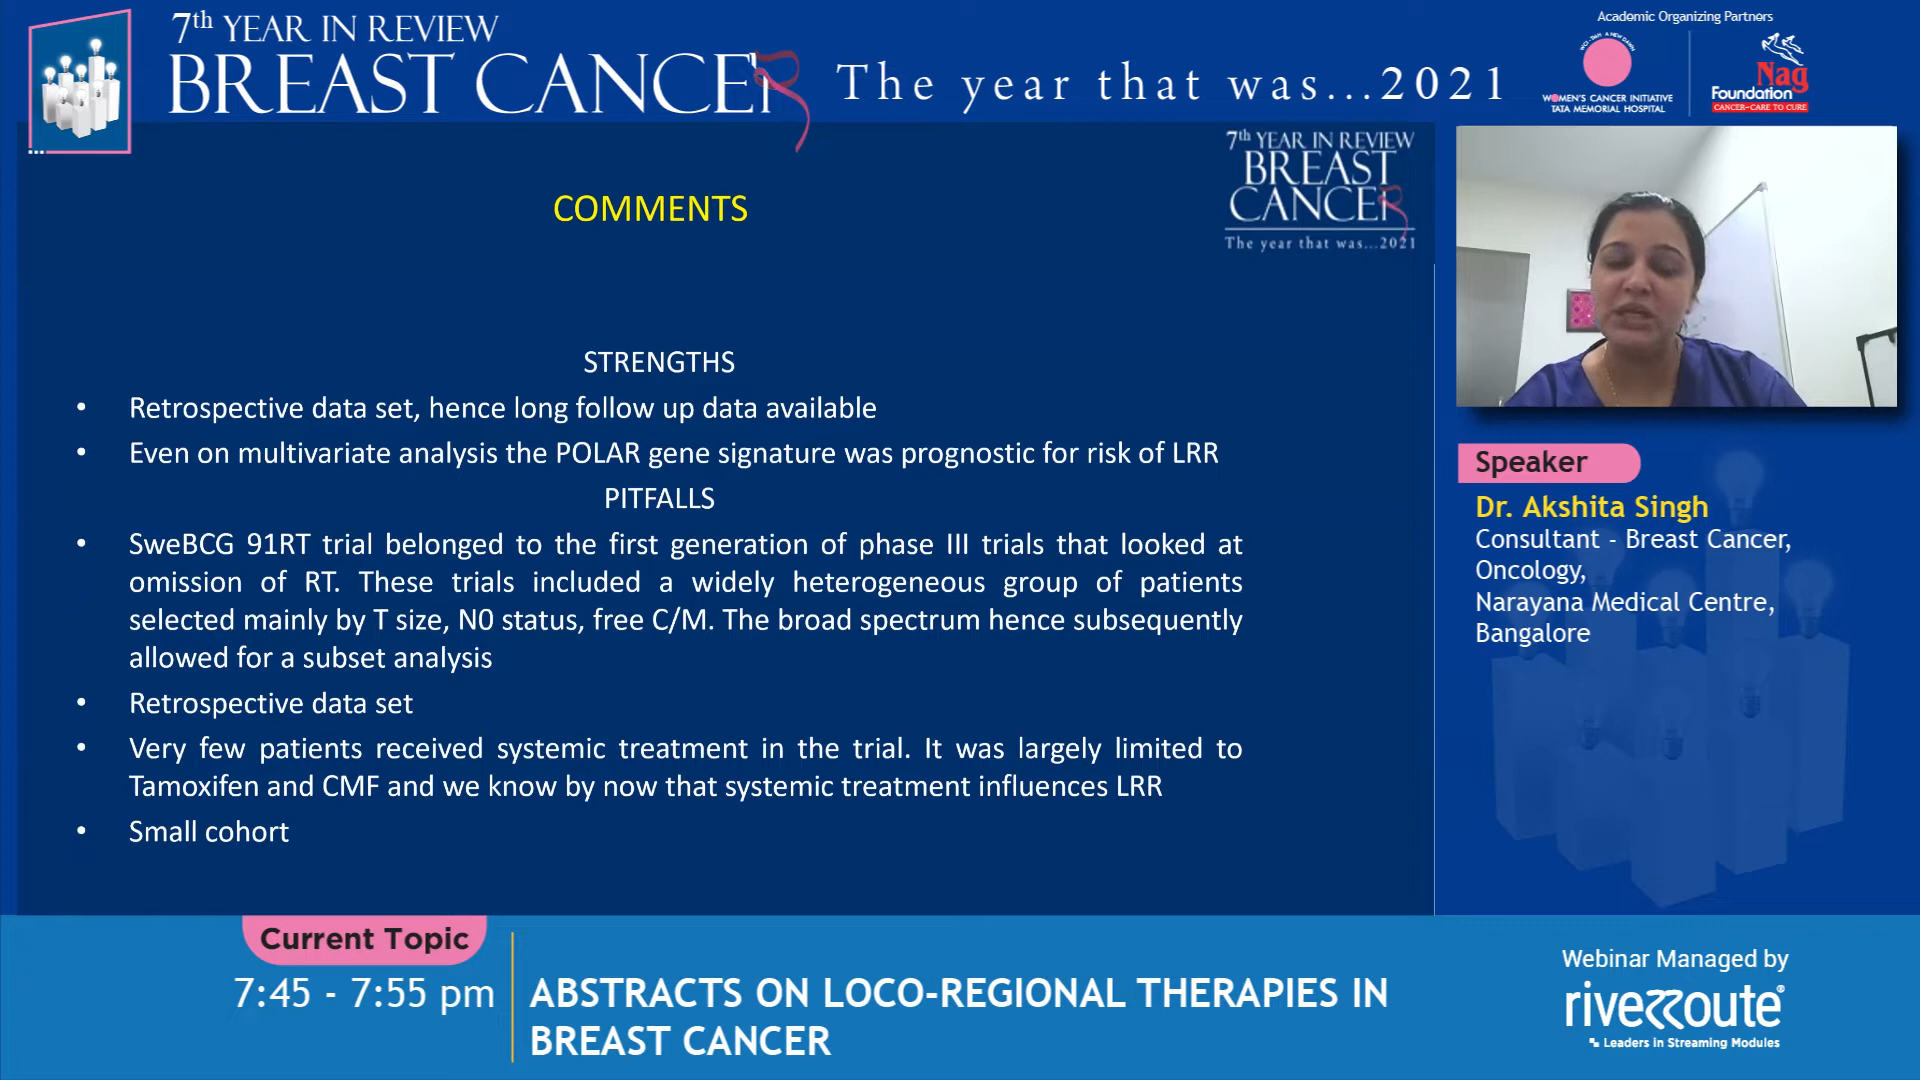 7th YEAR IN REVIEW
BREAST CANCER
The year that was...2021
Academic Organizing Partners
WCI-TMH A NEW DAWN
WOMEN'S CANCER INITIATIVE
TATA MEMORIAL HOSPITAL
Nag
Foundation
CANCER-CARE TO CURE
7th YEAR IN REVIEW
BREAST
CANCER
The year that was...2021
COMMENTS
STRENGTHS
• Retrospective data set, hence long follow up data available
• Even on multivariate analysis the POLAR gene signature was prognostic for risk of LRR
PITFALLS
• SweBCG 91RT trial belonged to the first generation of phase III trials that looked at
omission of RT. These trials included a widely heterogeneous group of patients
selected mainly by T size, N0 status, free C/M. The broad spectrum hence subsequently
allowed for a subset analysis
• Retrospective data set
• Very few patients received systemic treatment in the trial. It was largely limited to
Tamoxifen and CMF and we know by now that systemic treatment influences LRR
• Small cohort
Speaker
Dr. Akshita Singh
Consultant - Breast Cancer,
Oncology,
Narayana Medical Centre,
Bangalore
Current Topic
7:45 - 7:55 pm
ABSTRACTS ON LOCO-REGIONAL THERAPIES IN
BREAST CANCER
Webinar Managed by
riverroute
Leaders in Streaming Modules